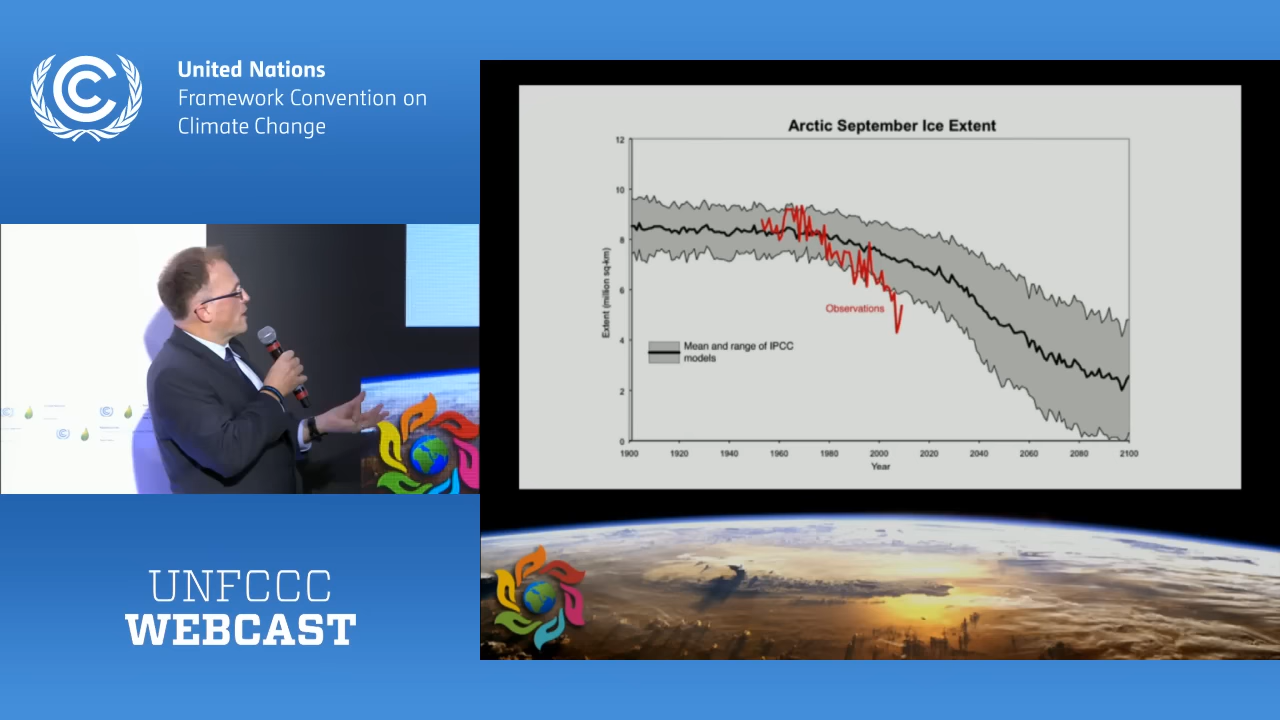 United Nations
Framework Convention on
Climate Change
UNFCCC
WEBCAST
Arctic September Ice Extent
12
10
8
6
4
2
0
Extent (million sq-km)
Observations
Mean and range of IPCC
models
1900 1920 1940 1960 1980 2000 2020 2040 2060 2080 2100
Year